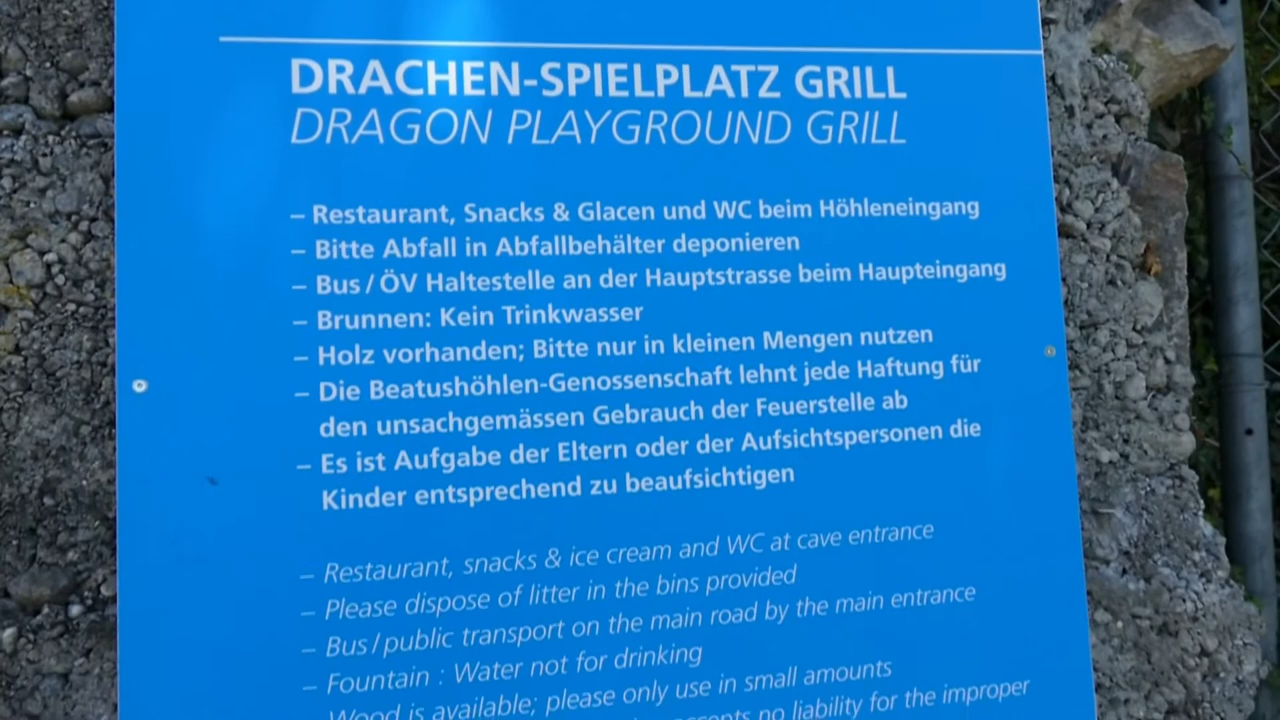 DRACHEN-SPIELPLATZ GRILL
DRAGON PLAYGROUND GRILL
– Restaurant, Snacks & Glacen und WC beim Höhleneingang
– Bitte Abfall in Abfallbehälter deponieren
– Bus / ÖV Haltestelle an der Hauptstrasse beim Haupteingang
– Brunnen: Kein Trinkwasser
– Holz vorhanden; Bitte nur in kleinen Mengen nutzen
– Die Beatushöhlen-Genossenschaft lehnt jede Haftung für
den unsachgemässen Gebrauch der Feuerstelle ab
– Es ist Aufgabe der Eltern oder der Aufsichtspersonen die
Kinder entsprechend zu beaufsichtigen
– Restaurant, snacks & ice cream and WC at cave entrance
– Please dispose of litter in the bins provided
– Bus / public transport on the main road by the main entrance
– Fountain : Water not for drinking
Wood is available; please only use in small amounts
no liability for the improper